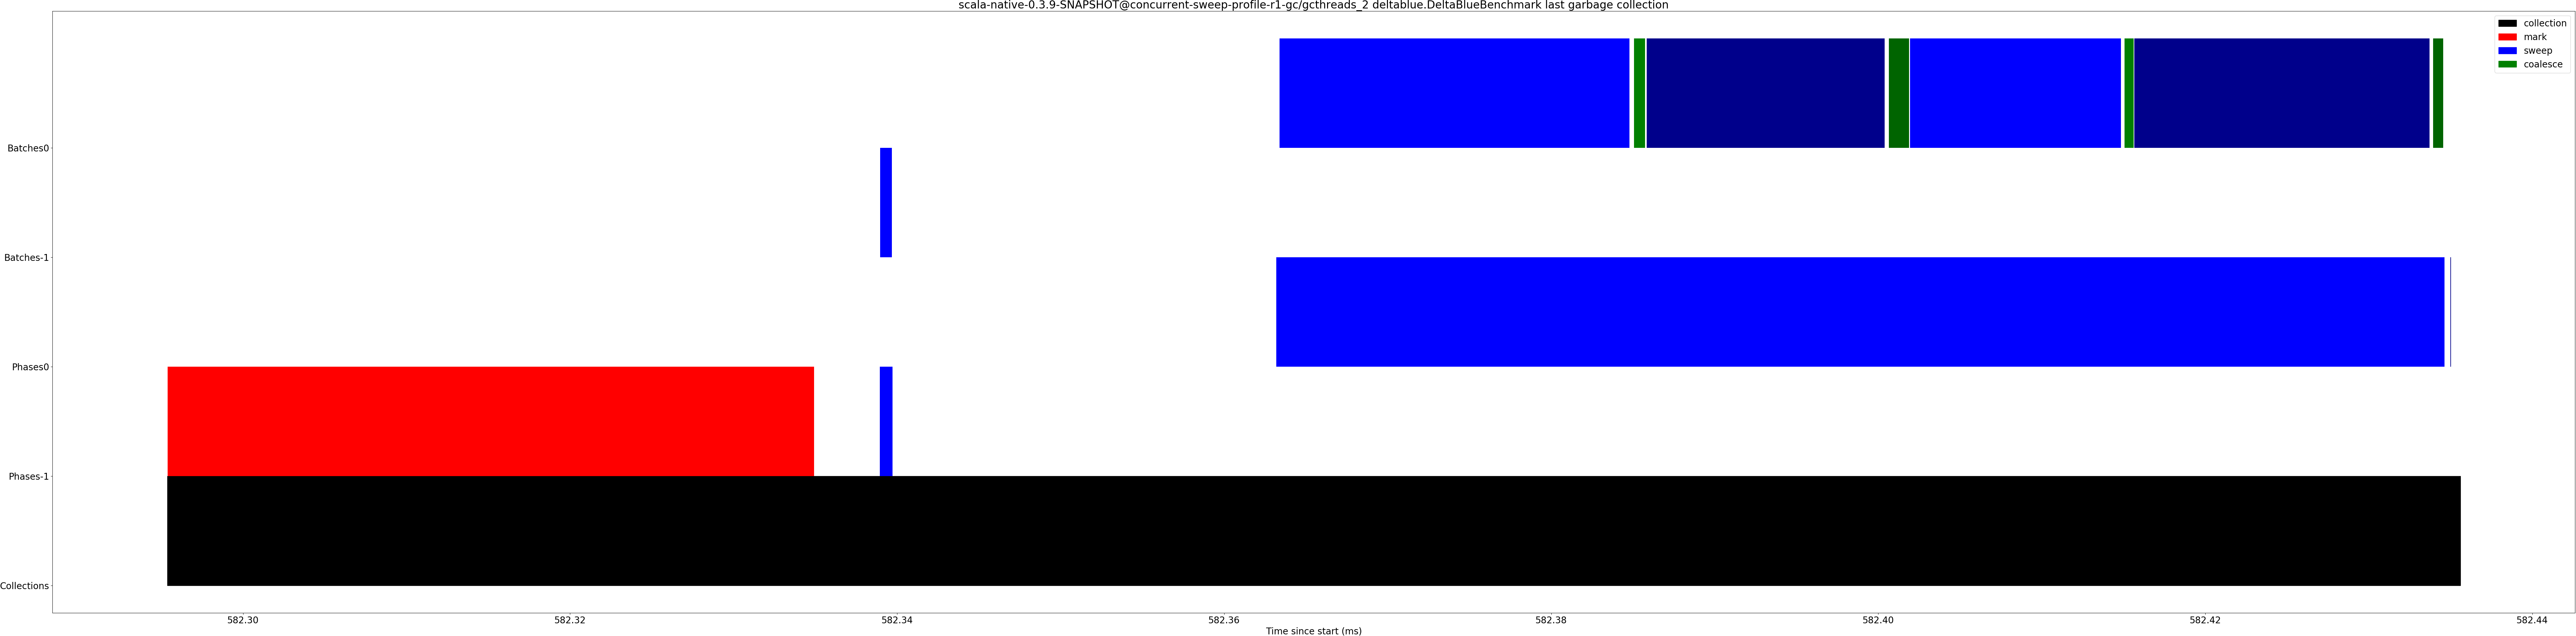 scala-native-0.3.9-SNAPSHOT@concurrent-sweep-profile-r1-gc/gcthreads_2 deltablue.DeltaBlueBenchmark last garbage collection
collection
mark
sweep
coalesce
Batches0
Batches-1
Phases0
Phases-1
Collections
582.30 582.32 582.34 582.36 582.38 582.40 582.42 582.44
Time since start (ms)